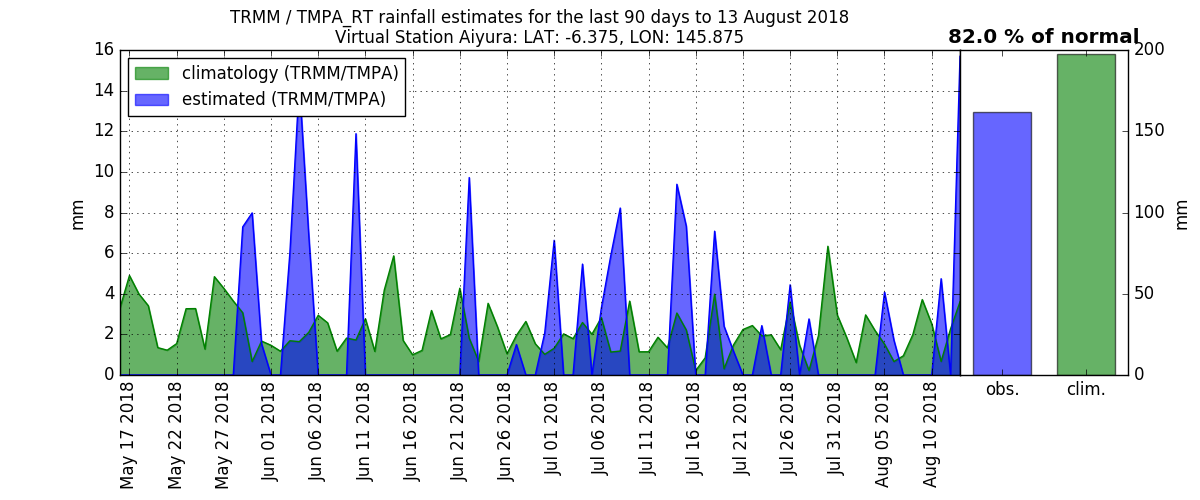 TRMM / TMPA_RT rainfall estimates for the last 90 days to 13 August 2018
Virtual Station Aiyura: LAT: -6.375, LON: 145.875
82.0 % of normal
climatology (TRMM/TMPA)
estimated (TRMM/TMPA)
16
14
12
10
8
6
4
2
0
mm
200
150
100
50
0
mm
May 17 2018
May 22 2018
May 27 2018
Jun 01 2018
Jun 06 2018
Jun 11 2018
Jun 16 2018
Jun 21 2018
Jun 26 2018
Jul 01 2018
Jul 06 2018
Jul 11 2018
Jul 16 2018
Jul 21 2018
Jul 26 2018
Jul 31 2018
Aug 05 2018
Aug 10 2018
obs.
clim.